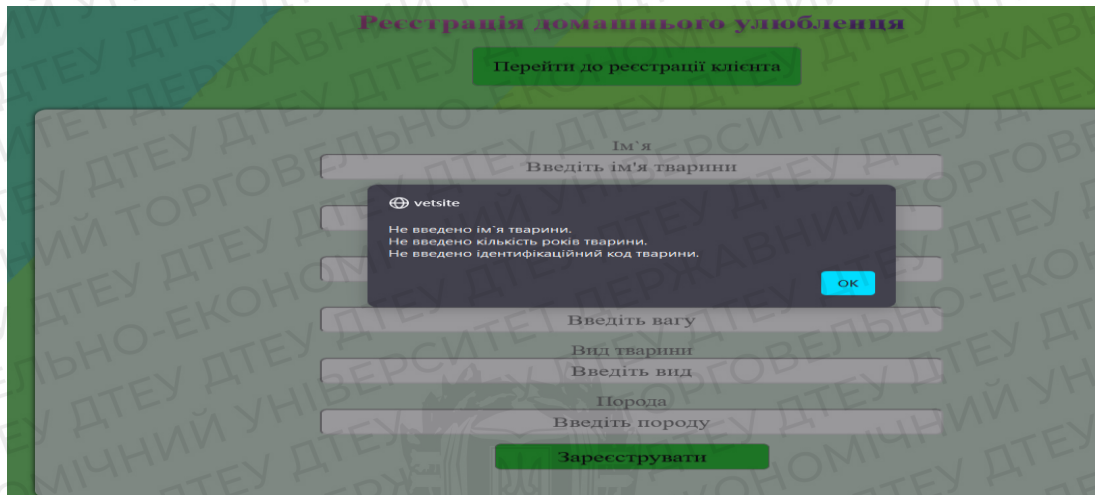 Реєстрація домашнього улюбленця
Перейти до реєстрації клієнта
Ім`я
Введіть ім'я тварини
vetsite
Не введено ім`я тварини.
Не введено кількість років тварини.
Не введено ідентифікаційний код тварини.
OK
Введіть вагу
Вид тварини
Введіть вид
Порода
Введіть породу
Зареєструвати